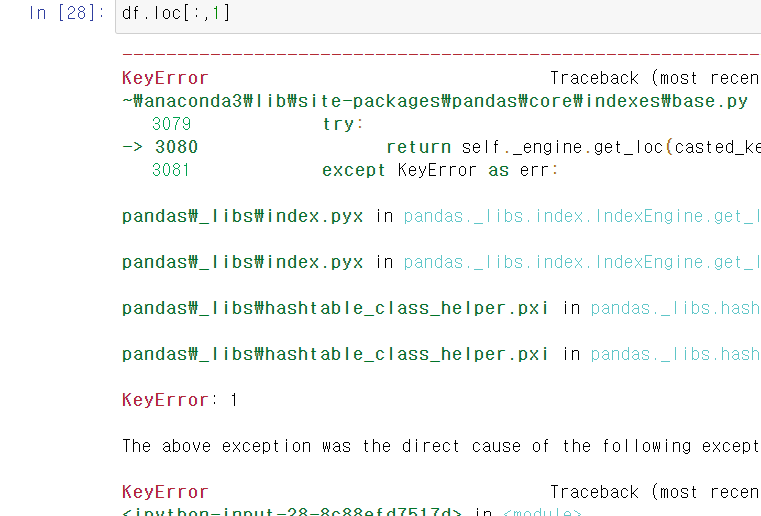 In [28]: df.loc[:,1]
---------------------------------------------------------------
KeyError Traceback (most recen
~₩anaconda3₩lib₩site-packages₩pandas₩core₩indexes₩base.py
3079 try:
-> 3080 return self._engine.get_loc(casted_ke
3081 except KeyError as err:
pandas₩_libs₩index.pyx in pandas._libs.index.IndexEngine.get_l
pandas₩_libs₩index.pyx in pandas._libs.index.IndexEngine.get_l
pandas₩_libs₩hashtable_class_helper.pxi in pandas._libs.hash
pandas₩_libs₩hashtable_class_helper.pxi in pandas._libs.hash
KeyError: 1
The above exception was the direct cause of the following except
KeyError Traceback (most recen
<ipython-input-28-8c88efd7517d> in <module>